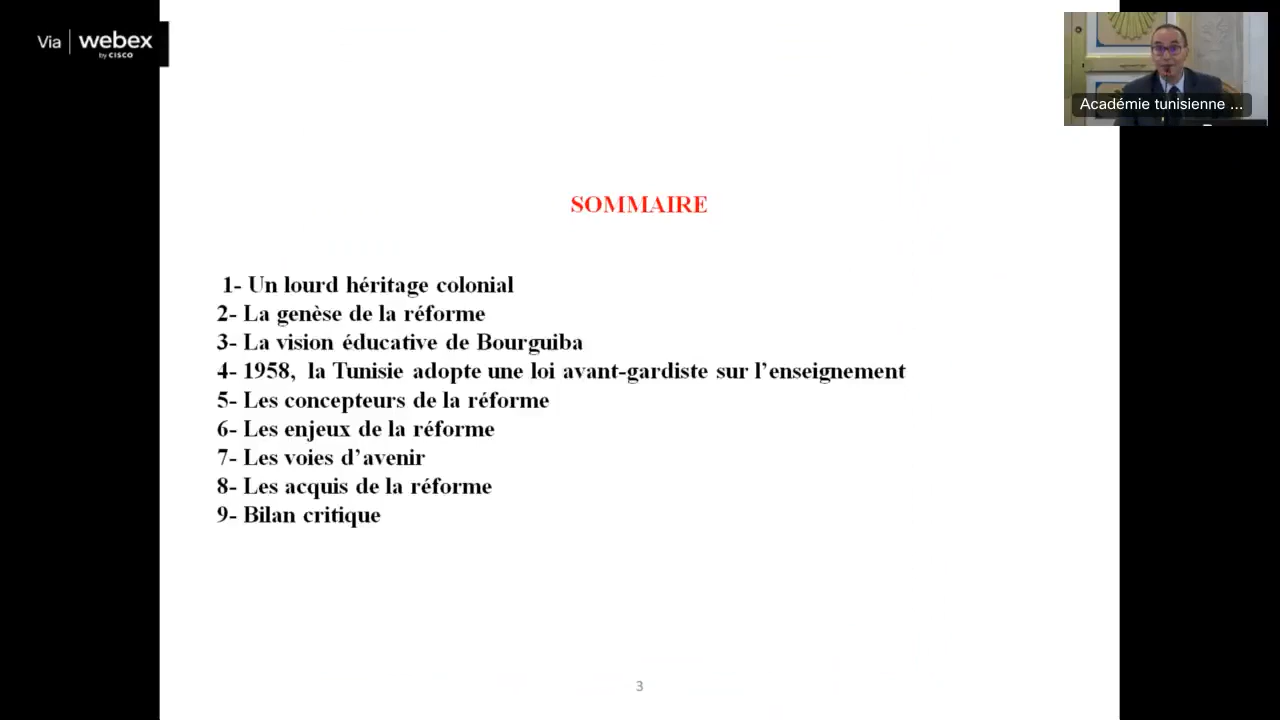 Via webex
by CISCO
Académie tunisienne ...
SOMMAIRE
1- Un lourd héritage colonial
2- La genèse de la réforme
3- La vision éducative de Bourguiba
4- 1958, la Tunisie adopte une loi avant-gardiste sur l’enseignement
5- Les concepteurs de la réforme
6- Les enjeux de la réforme
7- Les voies d’avenir
8- Les acquis de la réforme
9- Bilan critique
3